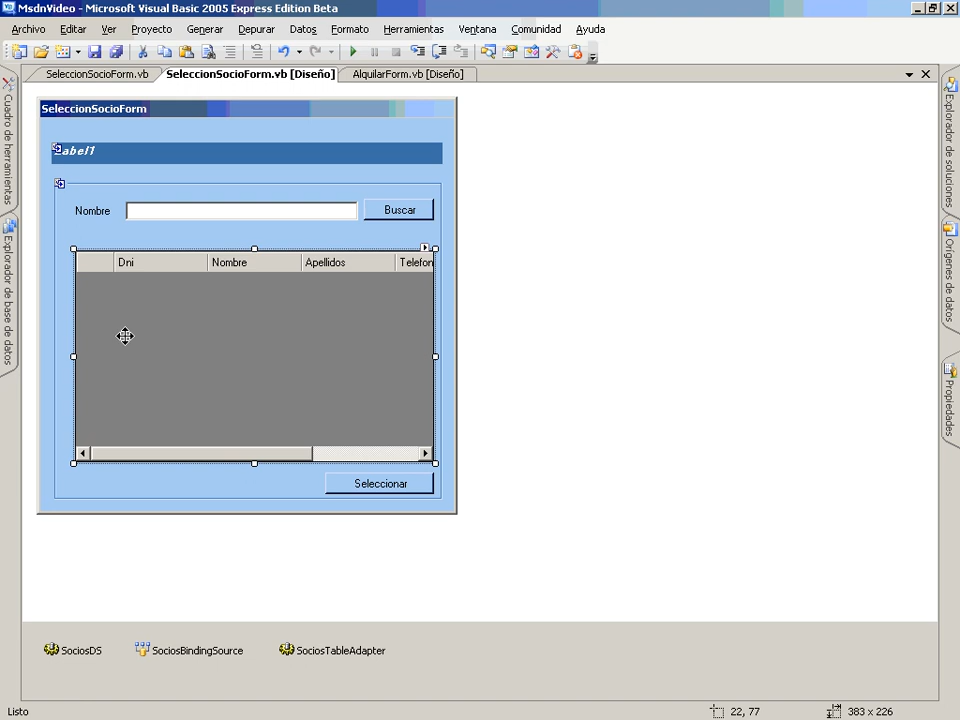 MsdnVideo - Microsoft Visual Basic 2005 Express Edition Beta
Archivo Editar Ver Proyecto Generar Depurar Datos Formato Herramientas Ventana Comunidad Ayuda
SeleccionSocioForm.vb SeleccionSocioForm.vb [Diseño] AlquilarForm.vb [Diseño]
Cuadro de herramientas
Explorador de base de datos
SeleccionSocioForm
abel1
Nombre Buscar
Dni Nombre Apellidos Telefon
Seleccionar
Explorador de soluciones
Orígenes de datos
Propiedades
SociosDS SociosBindingSource SociosTableAdapter
Listo 22, 77 383 x 226